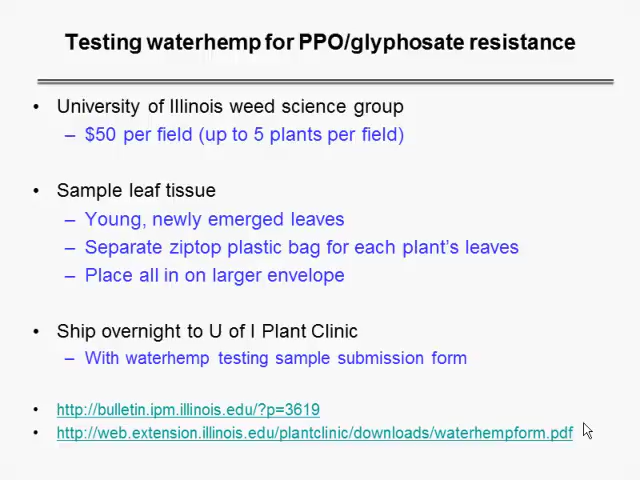 Testing waterhemp for PPO/glyphosate resistance
• University of Illinois weed science group
– $50 per field (up to 5 plants per field)
• Sample leaf tissue
– Young, newly emerged leaves
– Separate ziptop plastic bag for each plant's leaves
– Place all in on larger envelope
• Ship overnight to U of I Plant Clinic
– With waterhemp testing sample submission form
• http://bulletin.ipm.illinois.edu/?p=3619
• http://web.extension.illinois.edu/plantclinic/downloads/waterhempform.pdf